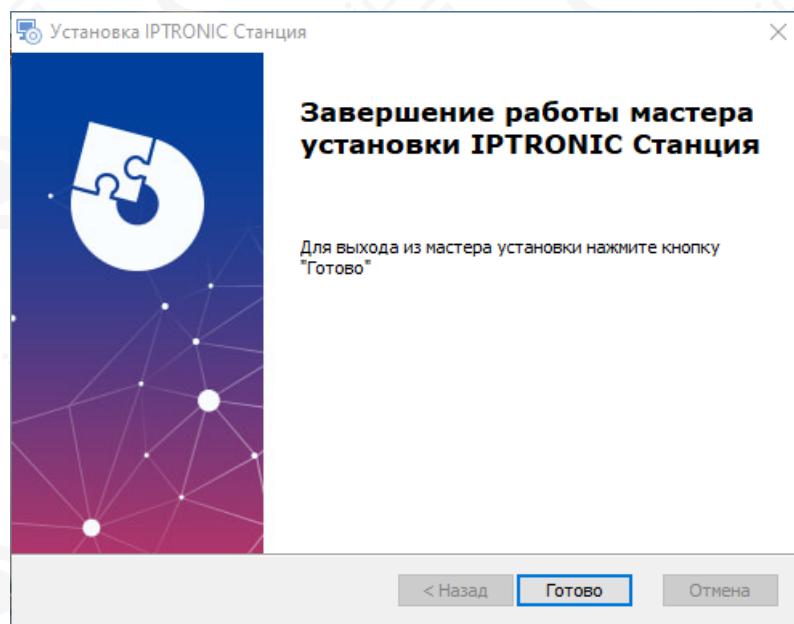 Установка IPTRONIC Станция
Завершение работы мастера
установки IPTRONIC Станция
Для выхода из мастера установки нажмите кнопку
"Готово"
< Назад
Готово
Отмена